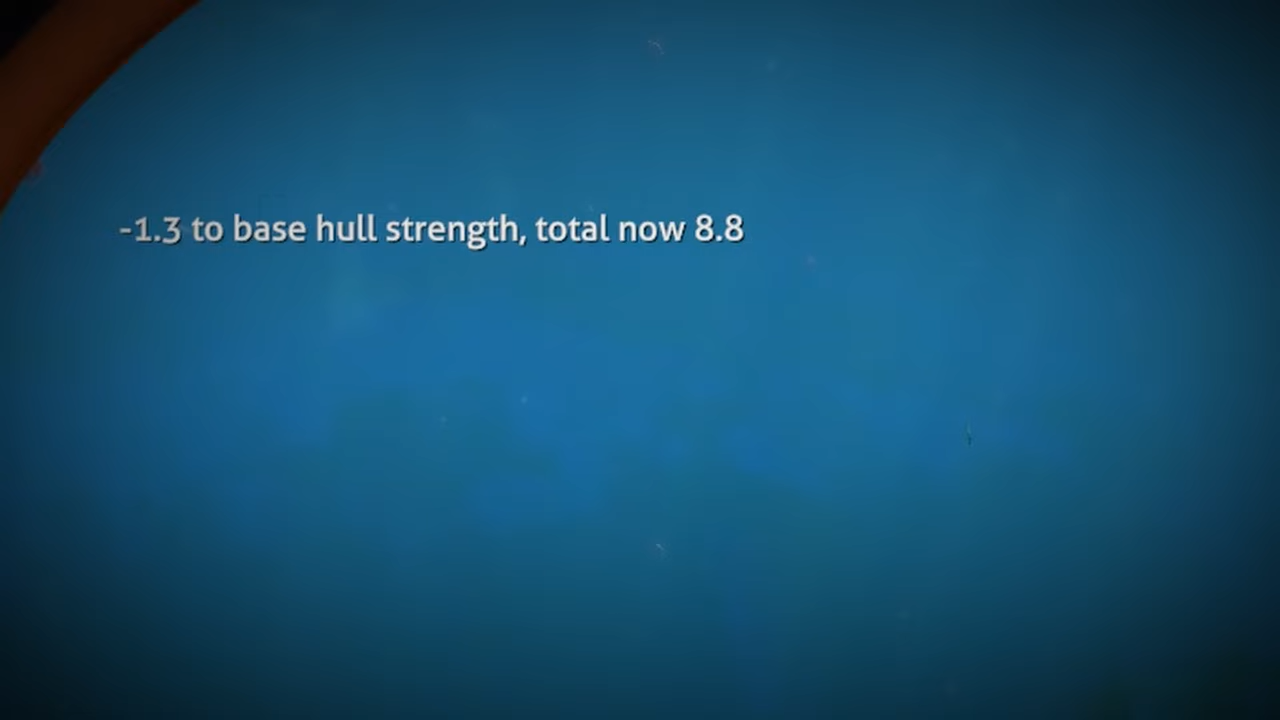 -1.3 to base hull strength, total now 8.8